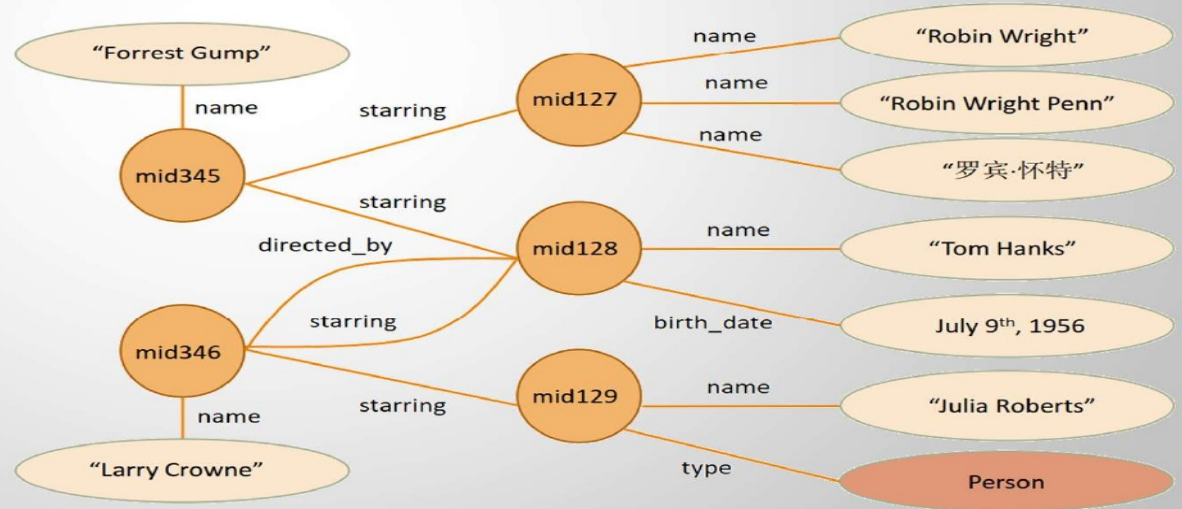 “Forrest Gump”
name
mid345
starring
starring
directed_by
starring
mid346
starring
name
“Larry Crowne”
mid127
name
“Robin Wright”
name
“Robin Wright Penn”
name
“罗宾·怀特”
mid128
name
“Tom Hanks”
birth_date
July 9th, 1956
mid129
name
“Julia Roberts”
type
Person